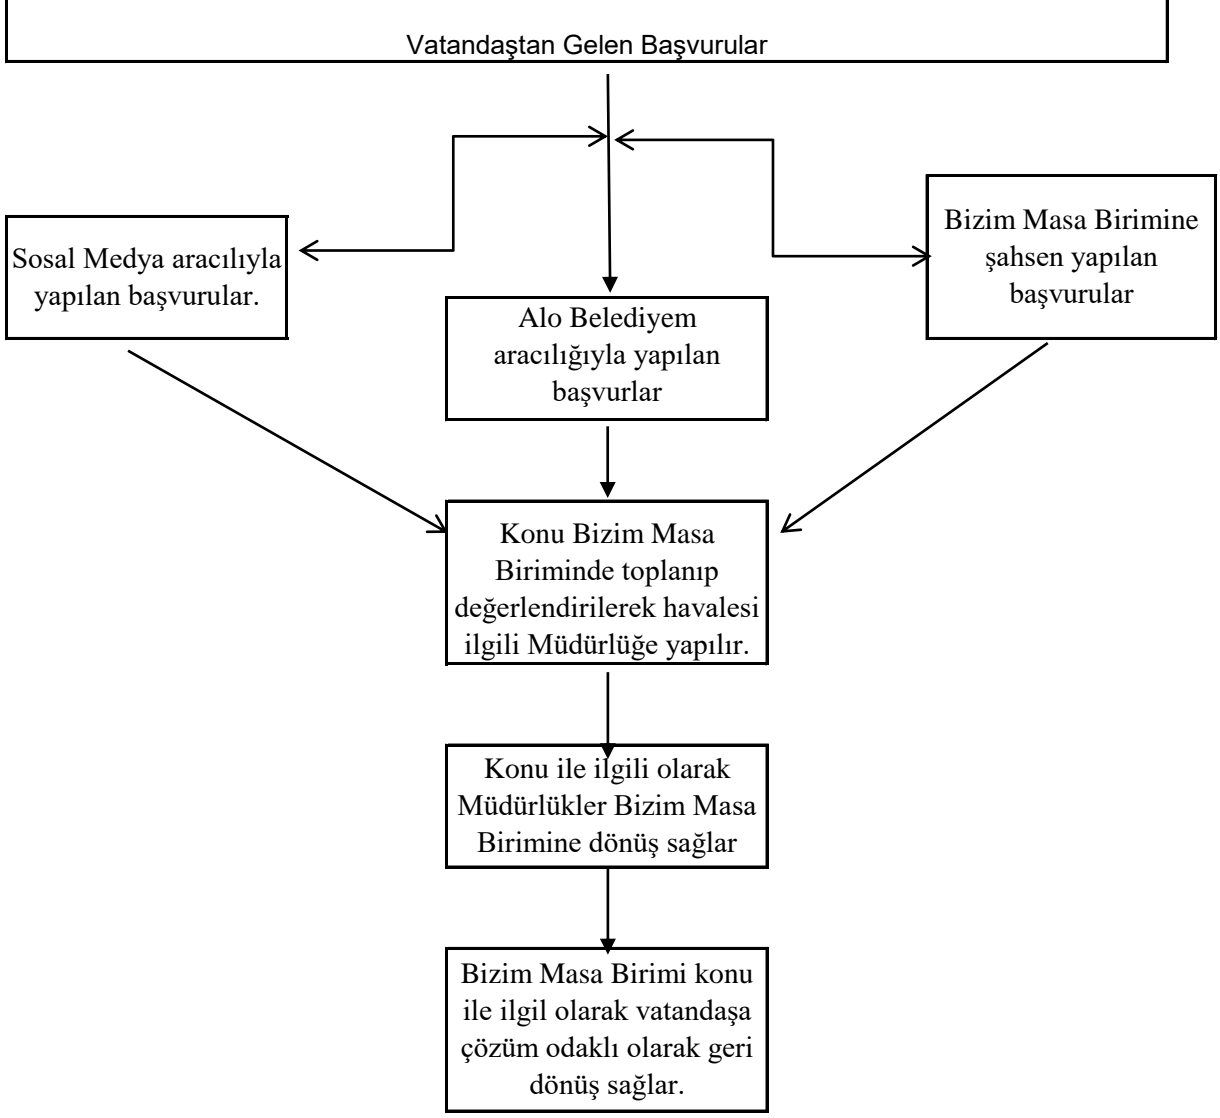 Vatandaştan Gelen Başvurular
Sosal Medya aracılıyla
yapılan başvurular.
Bizim Masa Birimine
şahsen yapılan
başvurular
Alo Belediyem
aracılığıyla yapılan
başvurlar
Konu Bizim Masa
Biriminde toplanıp
değerlendirilerek havalesi
ilgili Müdürlüğe yapılır.
Konu ile ilgili olarak
Müdürlükler Bizim Masa
Birimine dönüş sağlar
Bizim Masa Birimi konu
ile ilgil olarak vatandaşa
çözüm odaklı olarak geri
dönüş sağlar.